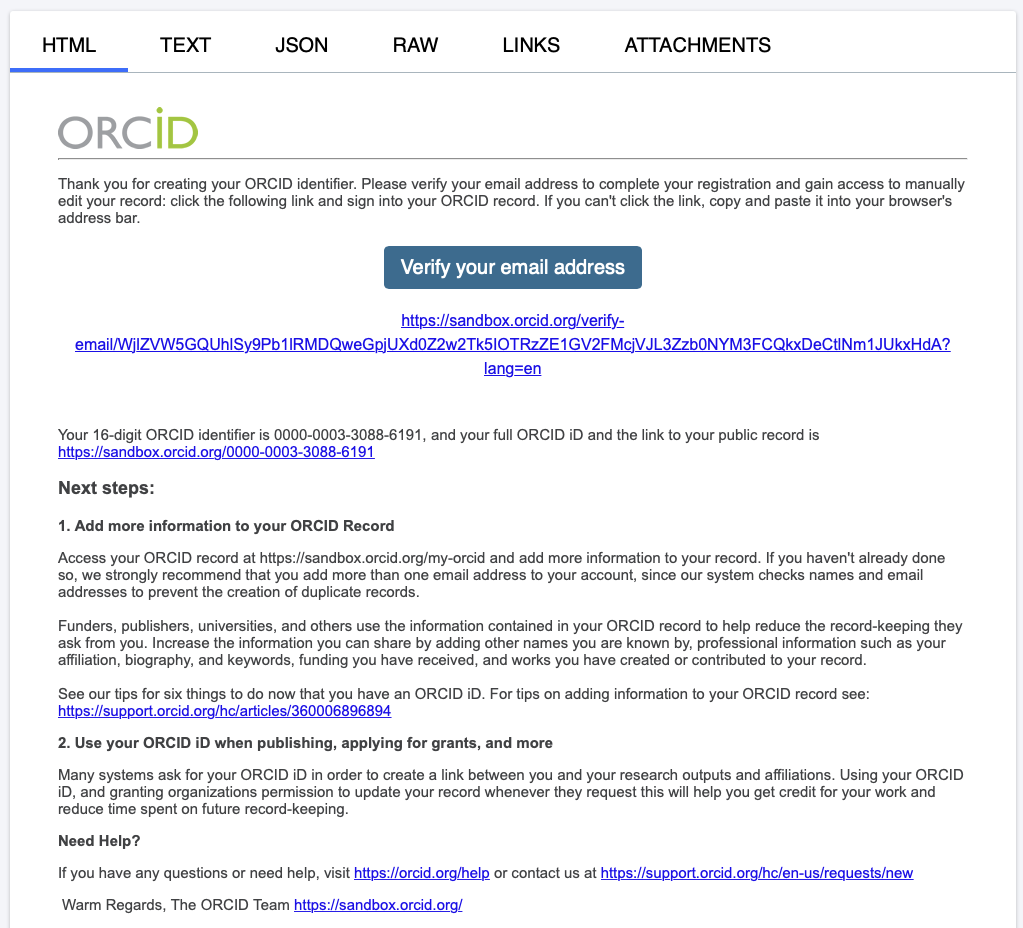 HTML TEXT JSON RAW LINKS ATTACHMENTS
ORCiD
Thank you for creating your ORCID identifier. Please verify your email address to complete your registration and gain access to manually
edit your record: click the following link and sign into your ORCID record. If you can't click the link, copy and paste it into your browser's
address bar.
Verify your email address
https://sandbox.orcid.org/verify-
email/WjlZVW5GQUhlSy9Pb1lRMDQweGpjUXd0Z2w2Tk5IOTRzZE1GV2FMcjVJL3Zzb0NYM3FCQkxDeCtlNm1JUkxHdA?
lang=en
Your 16-digit ORCID identifier is 0000-0003-3088-6191, and your full ORCID iD and the link to your public record is
https://sandbox.orcid.org/0000-0003-3088-6191
Next steps:
1. Add more information to your ORCID Record
Access your ORCID record at https://sandbox.orcid.org/my-orcid and add more information to your record. If you haven't already done
so, we strongly recommend that you add more than one email address to your account, since our system checks names and email
addresses to prevent the creation of duplicate records.
Funders, publishers, universities, and others use the information contained in your ORCID record to help reduce the record-keeping they
ask from you. Increase the information you can share by adding other names you are known by, professional information such as your
affiliation, biography, and keywords, funding you have received, and works you have created or contributed to your record.
See our tips for six things to do now that you have an ORCID iD. For tips on adding information to your ORCID record see:
https://support.orcid.org/hc/articles/360006896894
2. Use your ORCID iD when publishing, applying for grants, and more
Many systems ask for your ORCID iD in order to create a link between you and your research outputs and affiliations. Using your ORCID
iD, and granting organizations permission to update your record whenever they request this will help you get credit for your work and
reduce time spent on future record-keeping.
Need Help?
If you have any questions or need help, visit https://orcid.org/help or contact us at https://support.orcid.org/hc/en-us/requests/new
Warm Regards, The ORCID Team https://sandbox.orcid.org/